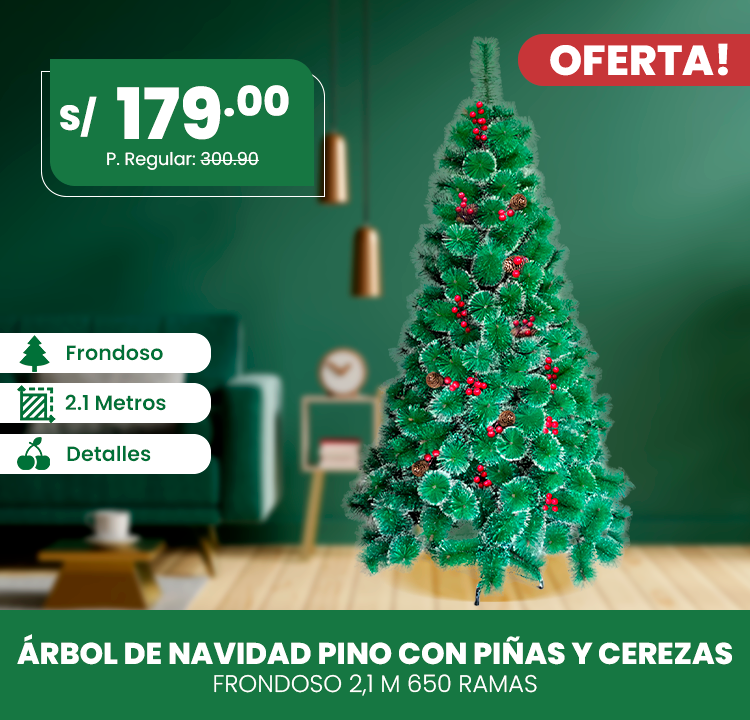 OFERTA!
S/ 179.00
P. Regular: 300.90
Frondoso
2.1 Metros
Detalles
ÁRBOL DE NAVIDAD PINO CON PIÑAS Y CEREZAS
FRONDOSO 2,1 M 650 RAMAS